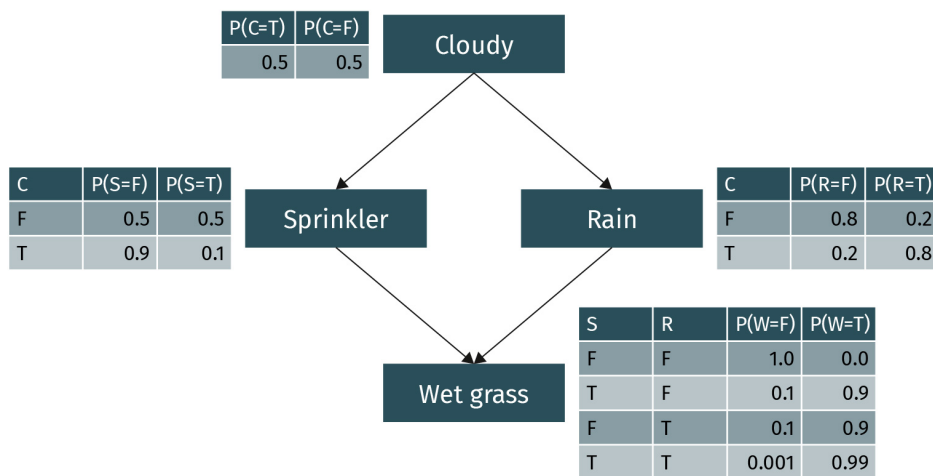 P(C=T) P(C=F)
0.5 0.5
Cloudy
C P(S=F) P(S=T)
F 0.5 0.5
T 0.9 0.1
Sprinkler
Rain
C P(R=F) P(R=T)
F 0.8 0.2
T 0.2 0.8
Wet grass
S R P(W=F) P(W=T)
F F 1.0 0.0
T F 0.1 0.9
F T 0.1 0.9
T T 0.001 0.99